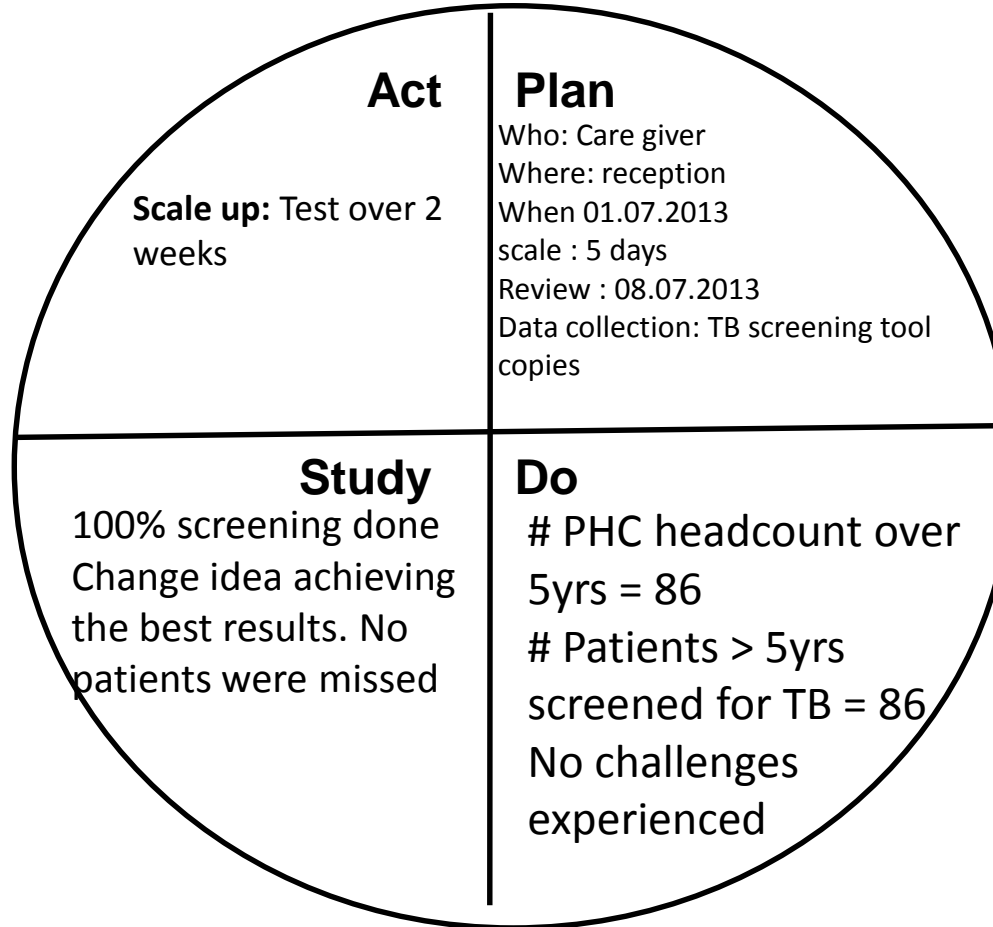 Act
Scale up: Test over 2
weeks
Plan
Who: Care giver
Where: reception
When 01.07.2013
scale : 5 days
Review : 08.07.2013
Data collection: TB screening tool
copies
Study
100% screening done
Change idea achieving
the best results. No
patients were missed
Do
# PHC headcount over
5yrs = 86
# Patients > 5yrs
screened for TB = 86
No challenges
experienced